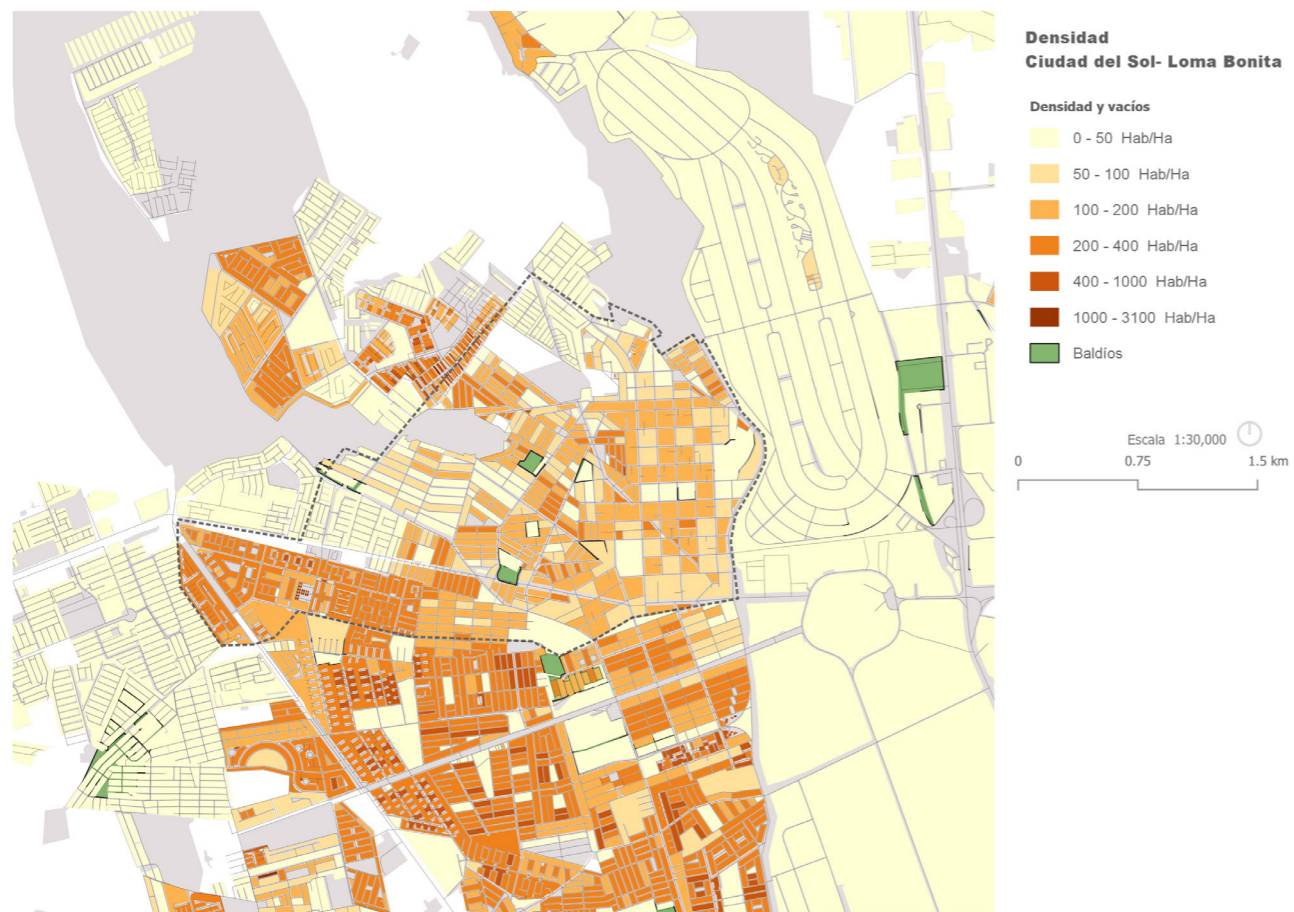 Densidad
Ciudad del Sol- Loma Bonita
Densidad y vacíos
0 - 50 Hab/Ha
50 - 100 Hab/Ha
100 - 200 Hab/Ha
200 - 400 Hab/Ha
400 - 1000 Hab/Ha
1000 - 3100 Hab/Ha
Baldíos
Escala 1:30,000
0 0.75 1.5 km